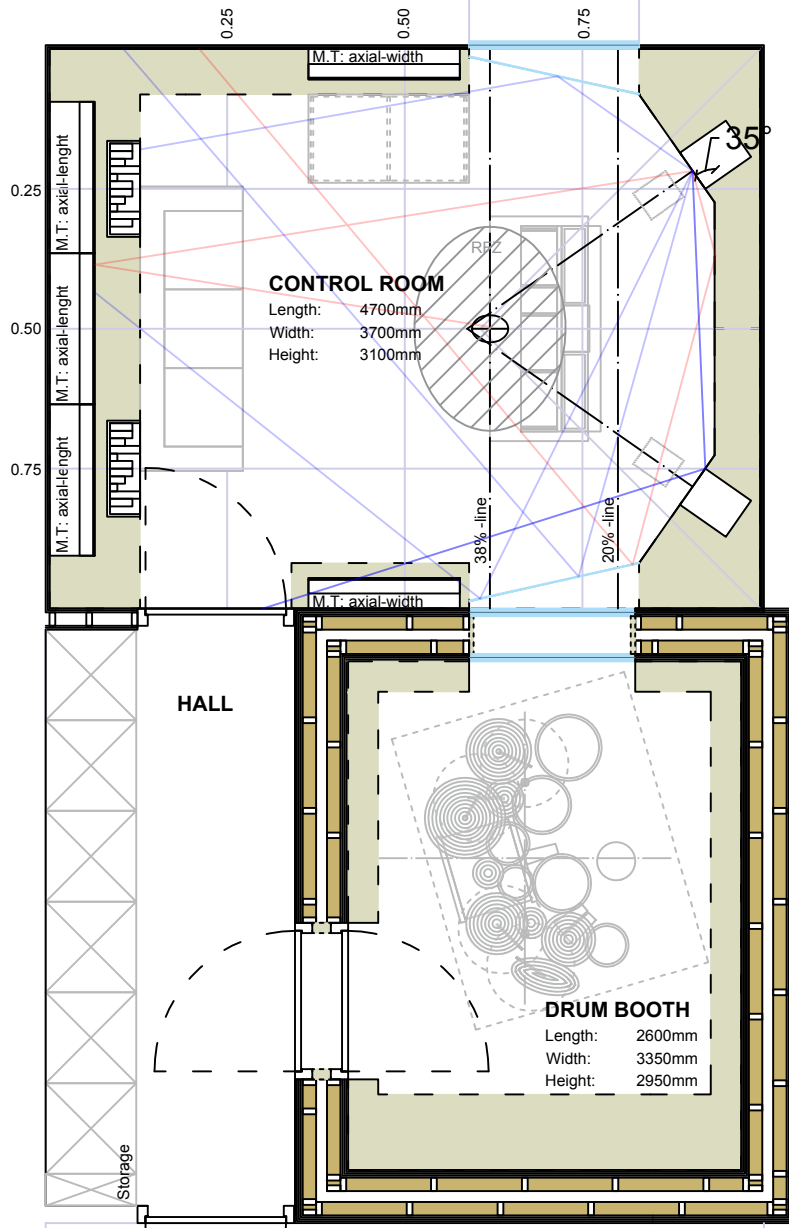 0.25
0.50
0.75
M.T: axial-width
35°
M.T: axial-lenght
0.25
RFZ
CONTROL ROOM
Length: 4700mm
Width: 3700mm
Height: 3100mm
0.50
M.T: axial-lenght
0.75
M.T: axial-lenght
38% -line
20% -line
M.T: axial-width
HALL
DRUM BOOTH
Length: 2600mm
Width: 3350mm
Height: 2950mm
Storage